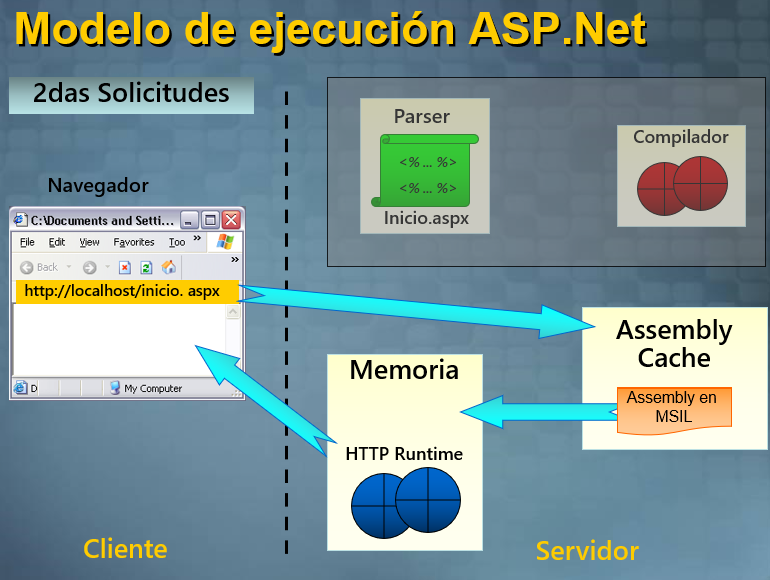 Modelo de ejecución ASP.Net
2das Solicitudes
Parser
<% ... %>
<% ... %>
Inicio.aspx
Compilador
Navegador
C:\Documents and Setti...
File Edit View Favorites Too »
Back »
http://localhost/inicio. aspx
D My Computer
Assembly
Cache
Assembly en
MSIL
Memoria
HTTP Runtime
Cliente
Servidor